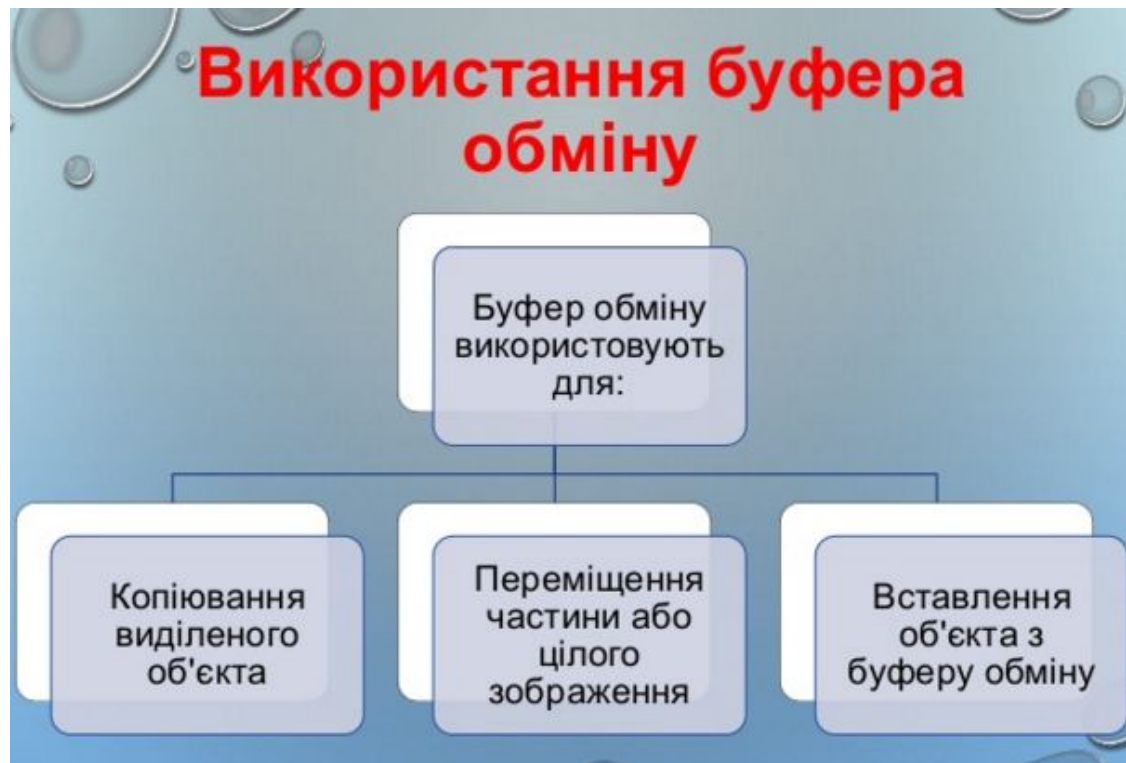 Використання буфера
обміну
Буфер обміну
використовують
для:
Копіювання
виділеного
об'єкта
Переміщення
частини або
цілого
зображення
Вставлення
об'єкта з
буферу обміну